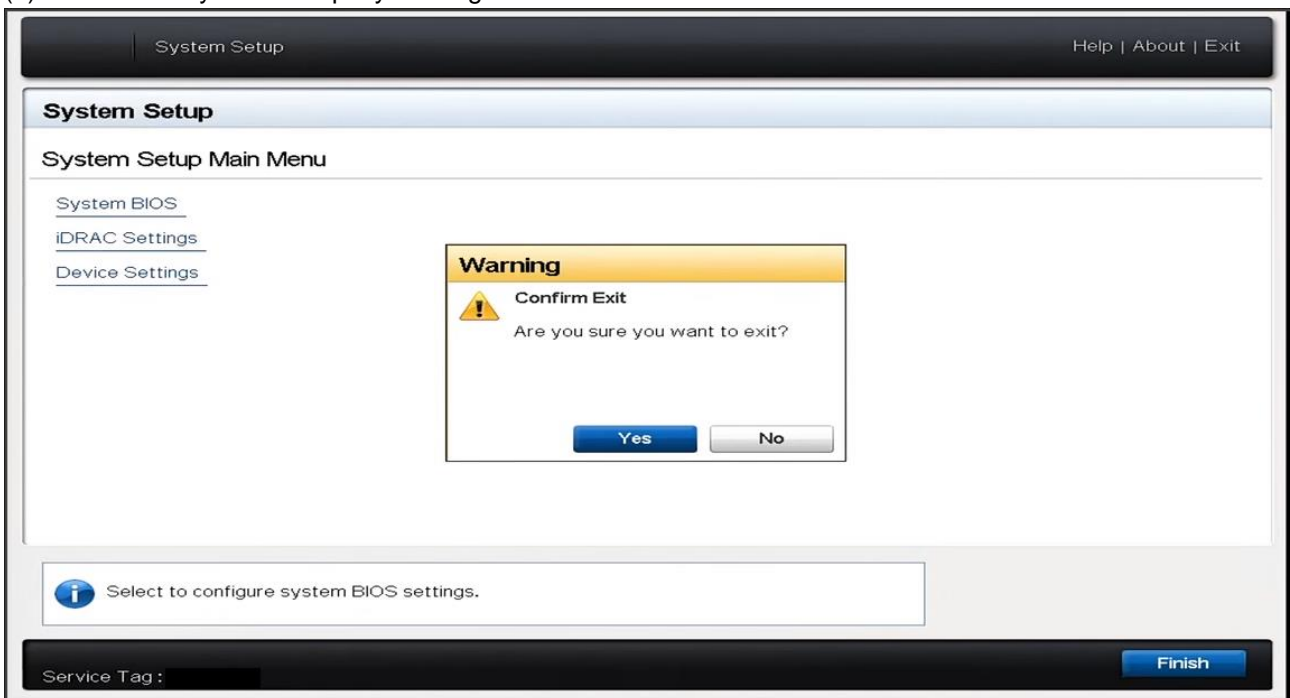 System Setup
Help | About | Exit
System Setup
System Setup Main Menu
System BIOS
iDRAC Settings
Device Settings
Warning
Confirm Exit
Are you sure you want to exit?
Yes
No
Select to configure system BIOS settings.
Finish
Service Tag :